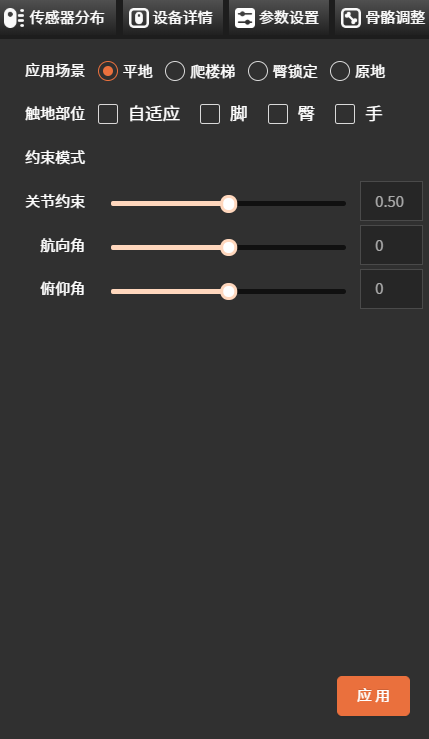 传感器分布 设备详情 参数设置 骨骼调整
应用场景 平地 爬楼梯 臀锁定 原地
触地部位 自适应 脚 臀 手
约束模式
关节约束 0.50
航向角 0
俯仰角 0
应用